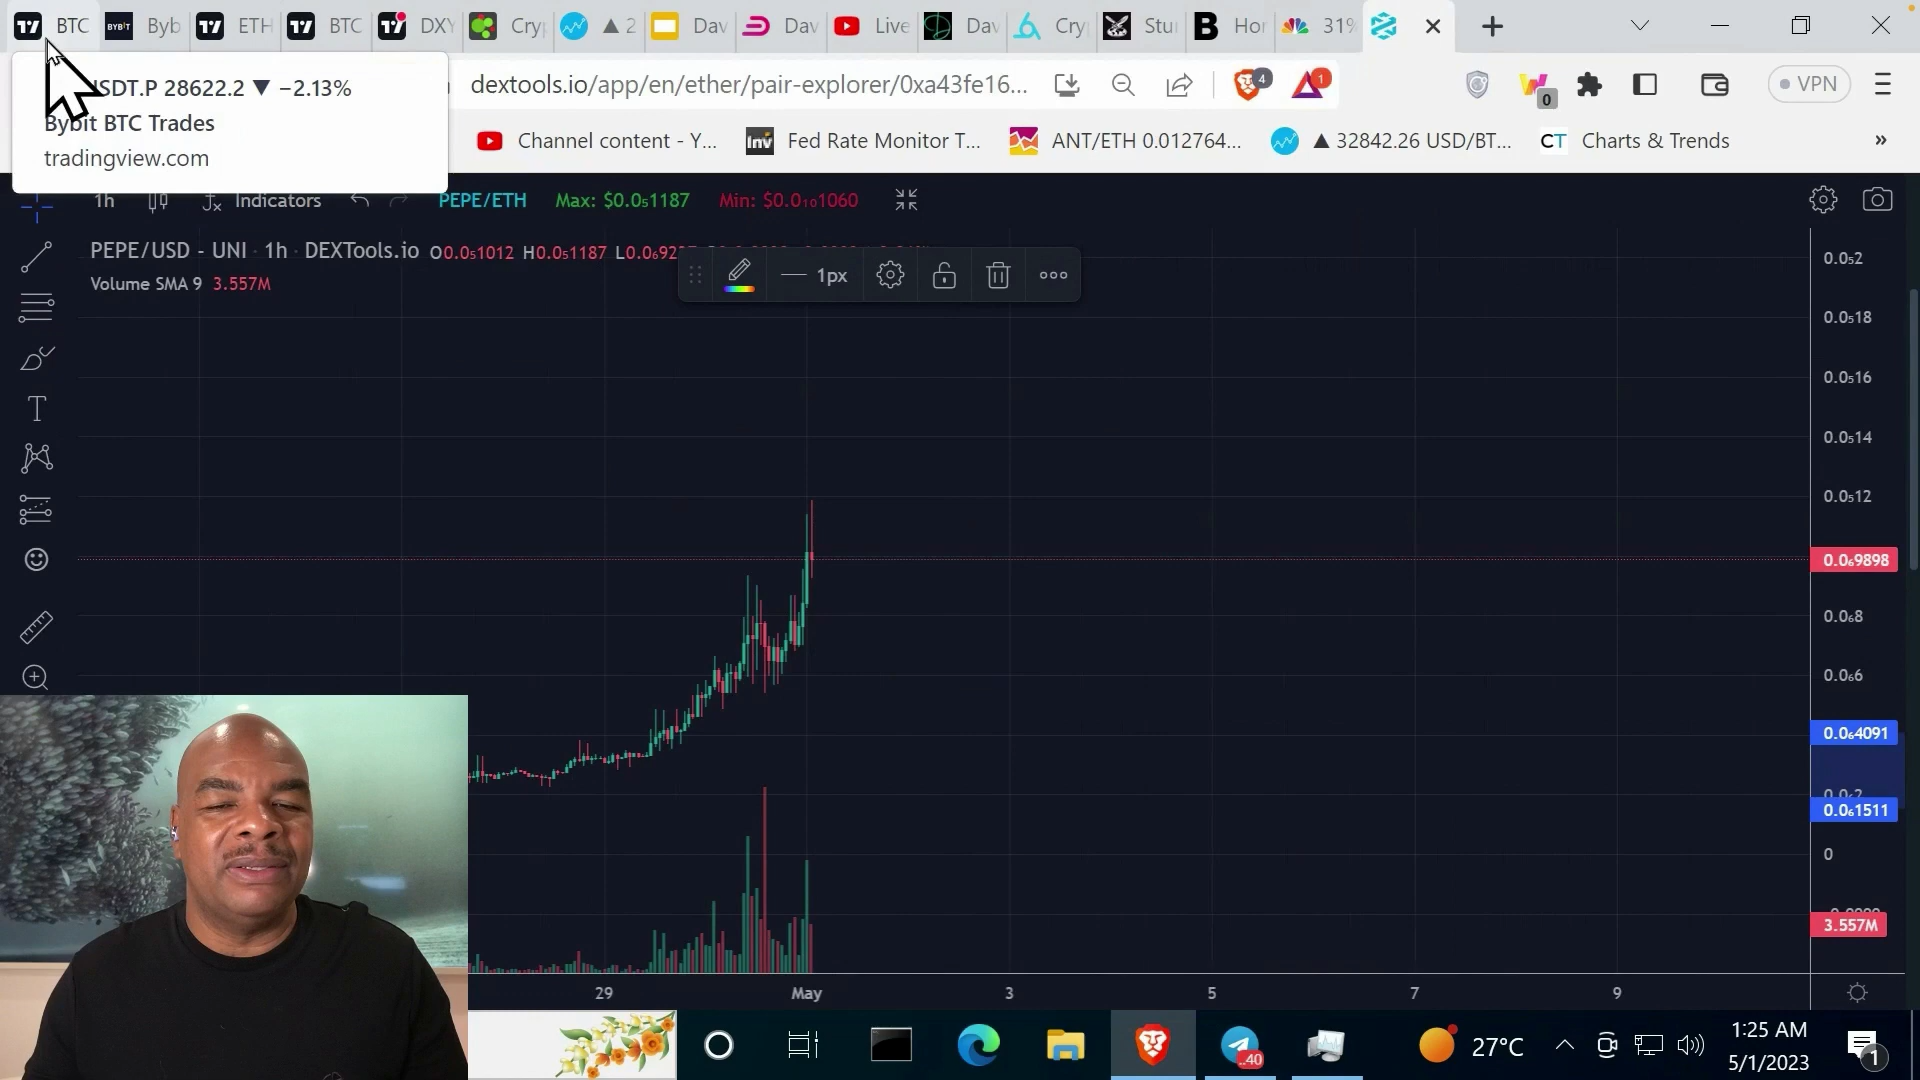 BTC
BYBIT Byb
ETH
BTC
DXY
Cry
▲ 2
Dav
Dav
Live
Dav
Cry
Stu
B Hor
31%
SDT.P 28622.2 ▼ −2.13%
Bybit BTC Trades
tradingview.com
dextools.io/app/en/ether/pair-explorer/0xa43fe16...
4
1
0
VPN
Channel content - Y...
Inv Fed Rate Monitor T...
ANT/ETH 0.012764...
▲ 32842.26 USD/BT...
CT Charts & Trends
»
1h
Indicators
PEPE/ETH
Max: $0.0₅1187
Min: $0.0₁₀1060
PEPE/USD - UNI · 1h · DEXTools.io O0.0₅1012 H0.0₅1187 L0.0₆92
Volume SMA 9 3.557M
1px
0.0₅2
0.0₅18
0.0₅16
0.0₅14
0.0₅12
0.0₆9898
0.0₆8
0.0₆6
0.0₆4091
0.0₆1511
0
3.557M
29
May
3
5
7
9
40
27°C
1:25 AM
5/1/2023
1